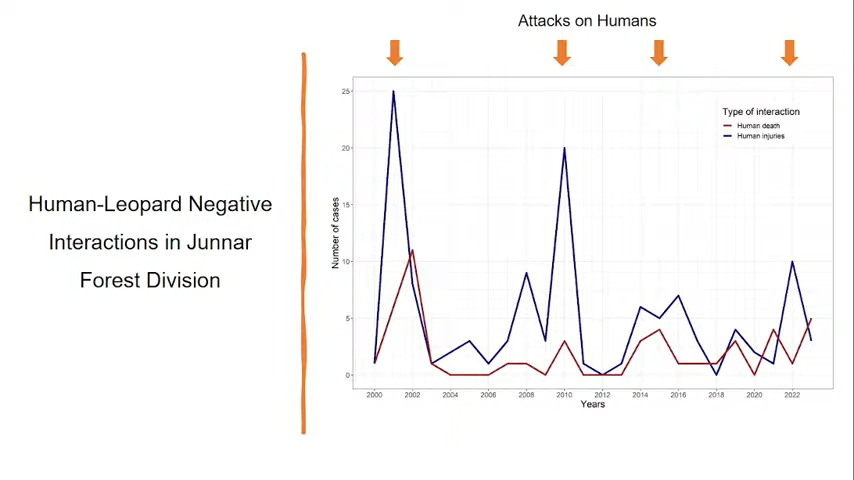 Attacks on Humans
Human-Leopard Negative
Interactions in Junnar
Forest Division
Type of interaction
Human death
Human injuries
Number of cases
25
20
15
10
5
0
2000 2002 2004 2006 2008 2010 2012 2014 2016 2018 2020 2022
Years